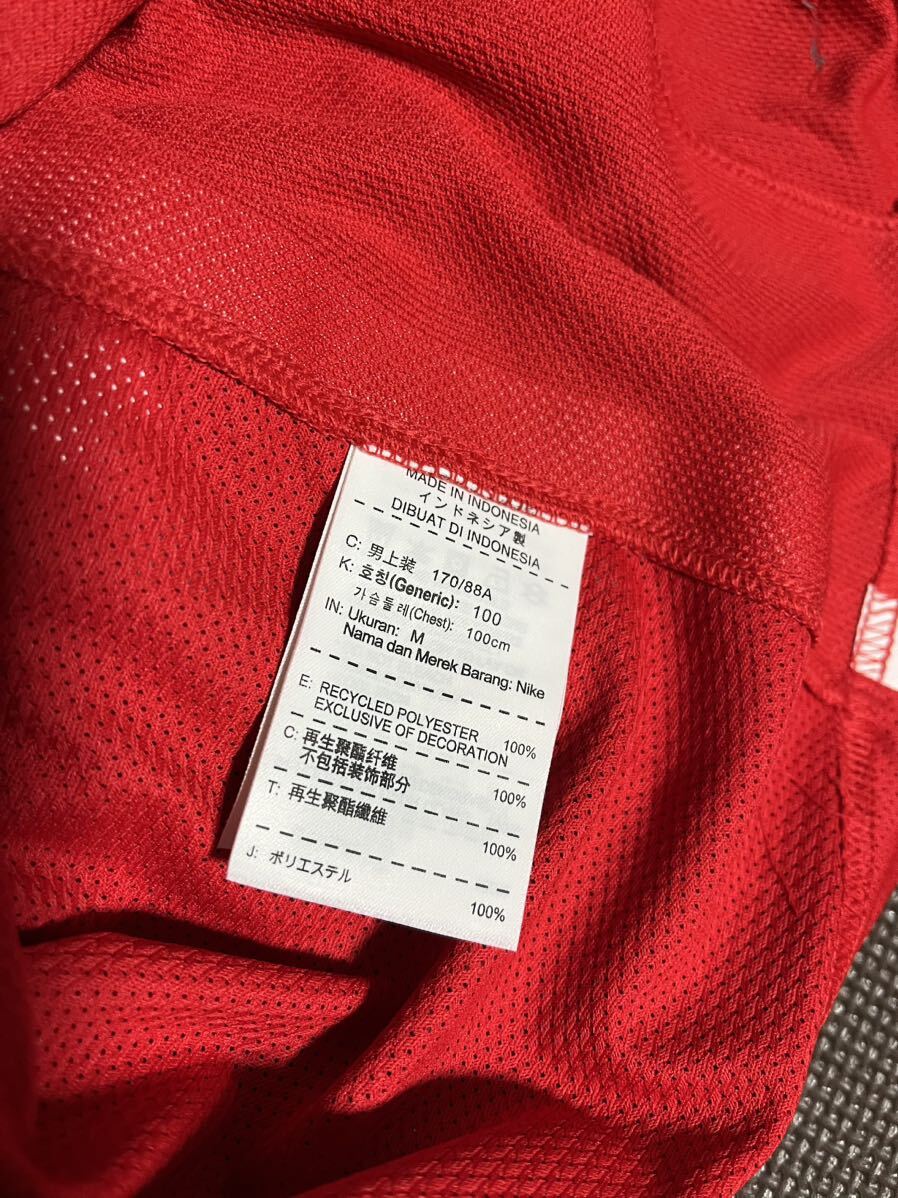 MADE IN INDONESIA
インドネシア製
DIBUAT DI INDONESIA
C: 男上装 170/88A
K: 호칭(Generic): 100
가슴둘레(Chest): 100cm
IN: Ukuran: M
Nama dan Merek Barang: Nike
E: RECYCLED POLYESTER 100%
EXCLUSIVE OF DECORATION
C: 再生聚酯纤维 100%
不包括装饰部分
T: 再生聚酯纖維 100%
J: ポリエステル 100%